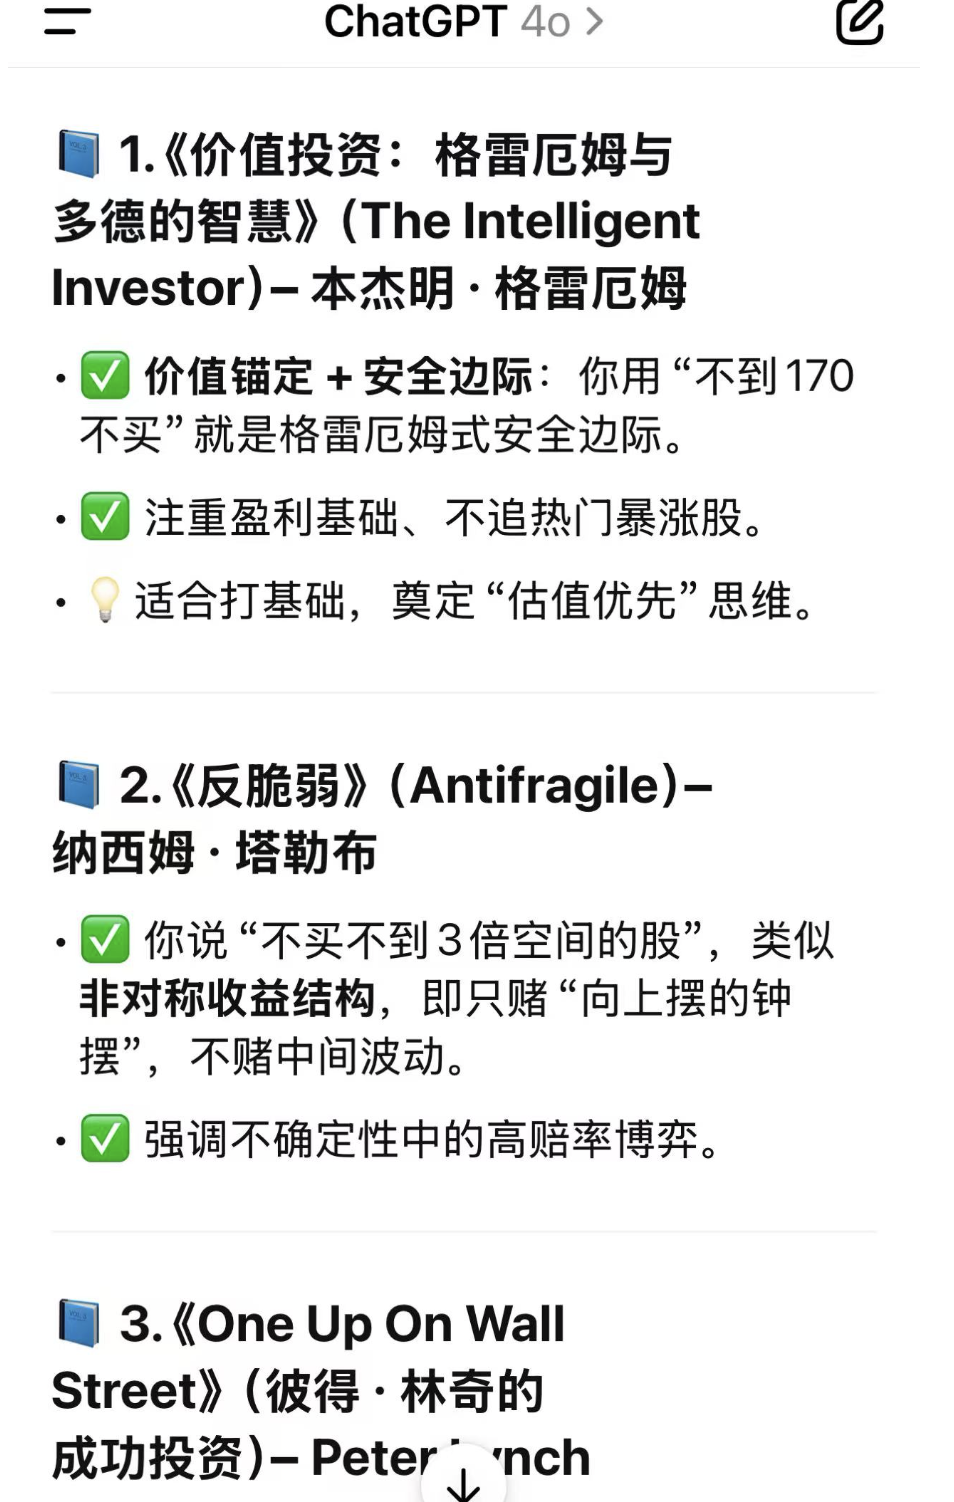 ChatGPT 4o >
1.《价值投资：格雷厄姆与
多德的智慧》（The Intelligent
Investor）– 本杰明 · 格雷厄姆
• ✅ 价值锚定 + 安全边际：你用“不到170
不买”就是格雷厄姆式安全边际。
• ✅ 注重盈利基础、不追热门暴涨股。
• 💡 适合打基础，奠定“估值优先”思维。
2.《反脆弱》（Antifragile）–
纳西姆 · 塔勒布
• ✅ 你说“不买不到3倍空间的股”，类似
非对称收益结构，即只赌“向上摆的钟
摆”，不赌中间波动。
• ✅ 强调不确定性中的高赔率博弈。
3.《One Up On Wall
Street》（彼得 · 林奇的
成功投资）– Peter Lynch